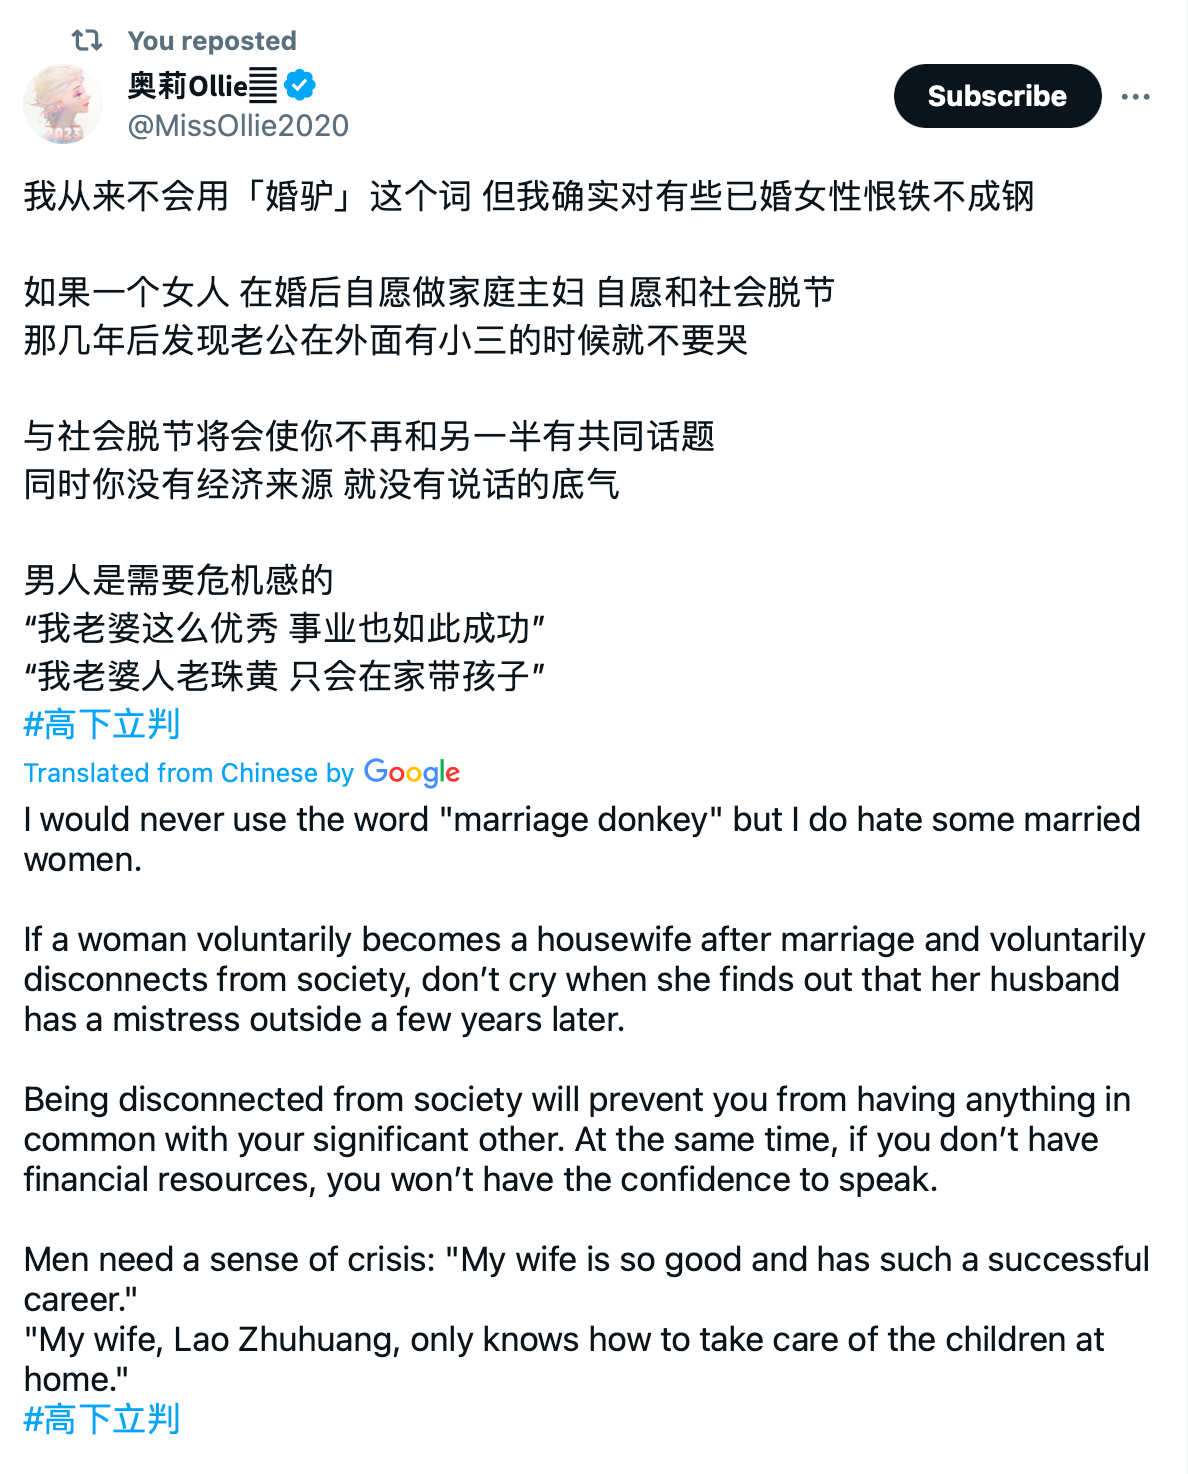 You reposted
奥莉Ollie
@MissOllie2020
Subscribe
2023
我从来不会用「婚驴」这个词 但我确实对有些已婚女性恨铁不成钢
如果一个女人 在婚后自愿做家庭主妇 自愿和社会脱节
那几年后发现老公在外面有小三的时候就不要哭
与社会脱节将会使你不再和另一半有共同话题
同时你没有经济来源 就没有说话的底气
男人是需要危机感的
“我老婆这么优秀 事业也如此成功”
“我老婆人老珠黄 只会在家带孩子”
#高下立判
Translated from Chinese by Google
I would never use the word "marriage donkey" but I do hate some married
women.
If a woman voluntarily becomes a housewife after marriage and voluntarily
disconnects from society, don’t cry when she finds out that her husband
has a mistress outside a few years later.
Being disconnected from society will prevent you from having anything in
common with your significant other. At the same time, if you don’t have
financial resources, you won’t have the confidence to speak.
Men need a sense of crisis: "My wife is so good and has such a successful
career."
"My wife, Lao Zhuhuang, only knows how to take care of the children at
home."
#高下立判